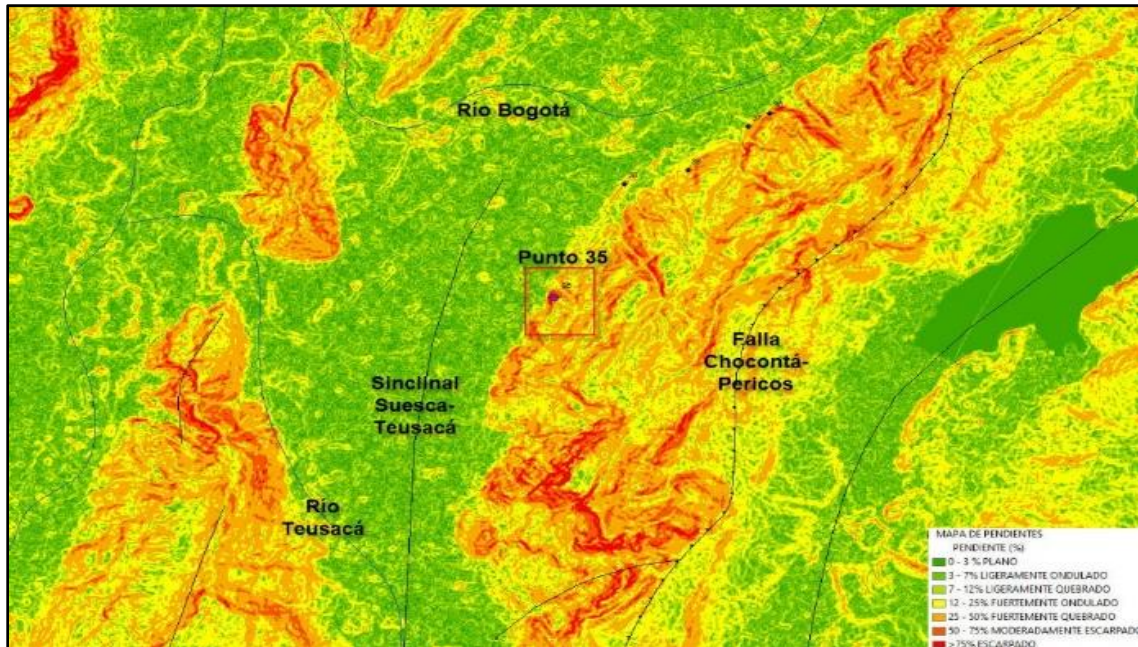 Río Bogotá
Punto 35
Falla
Chocontá-
Pericos
Sinclinal
Suesca-
Teusacá
Río
Teusacá
MAPA DE PENDIENTES
PENDIENTE (%)
0 - 3 % PLANO
3 - 7% LIGERAMENTE ONDULADO
7 - 12% LIGERAMENTE QUEBRADO
12 - 25% FUERTEMENTE ONDULADO
25 - 50% FUERTEMENTE QUEBRADO
50 - 75% MODERADAMENTE ESCARPADO
>75% ESCARPADO